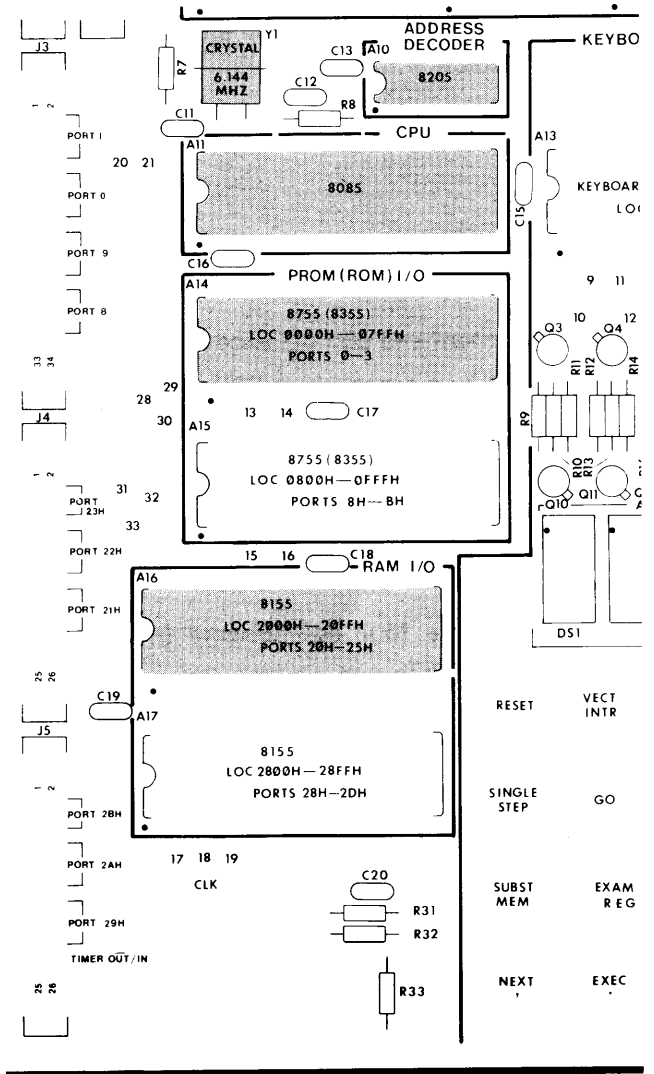 ADDRESS
DECODER
KEYBO
J3
Y1
CRYSTAL
6.144
MHZ
R7
C13
A10
8205
C12
R8
1 2
C11
CPU
A11
A13
PORT 1
20 21
8085
C15
KEYBOAR
LO
PORT 0
PORT 9
C16
PROM (ROM) I/O
A14
9 11
PORT 8
8755 (8355)
LOC 0000H—07FFH
PORTS 0—3
10 12
Q3 Q4
33 34
R11 R12 R14
29
28
30
13 14
C17
R9
J4
A15
8755 (8355)
LOC 0800H—0FFFH
PORTS 8H—BH
R10 R13
1 2
31
32
33
PORT
23H
Q10 Q11
A
PORT 22H
15 16
C18
RAM I/O
A16
8155
LOC 2000H—20FFH
PORTS 20H—25H
PORT 21H
DS1
25 26
C19
A17
RESET
VECT
INTR
J5
8155
LOC 2800H—28FFH
PORTS 28H—2DH
1 2
SINGLE
STEP
GO
PORT 2BH
17 18 19
CLK
PORT 2AH
C20
SUBST
MEM
EXAM
REG
R31
R32
PORT 29H
TIMER OUT/IN
25 26
R33
NEXT
EXEC